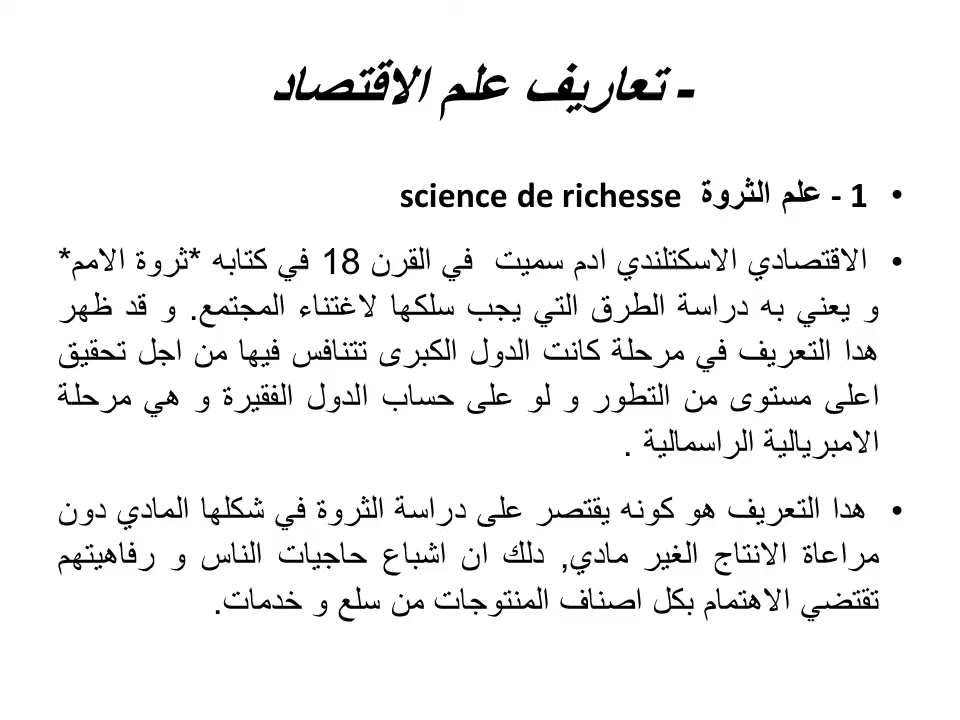 - تعاريف علم الاقتصاد
• 1 - علم الثروة science de richesse
• الاقتصادي الاسكتلندي ادم سميت في القرن 18 في كتابه *ثروة الامم*
و يعني به دراسة الطرق التي يجب سلكها لاغتناء المجتمع. و قد ظهر
هدا التعريف في مرحلة كانت الدول الكبرى تتنافس فيها من اجل تحقيق
اعلى مستوى من التطور و لو على حساب الدول الفقيرة و هي مرحلة
الامبريالية الراسمالية .
• هدا التعريف هو كونه يقتصر على دراسة الثروة في شكلها المادي دون
مراعاة الانتاج الغير مادي, دلك ان اشباع حاجيات الناس و رفاهيتهم
تقتضي الاهتمام بكل اصناف المنتوجات من سلع و خدمات.